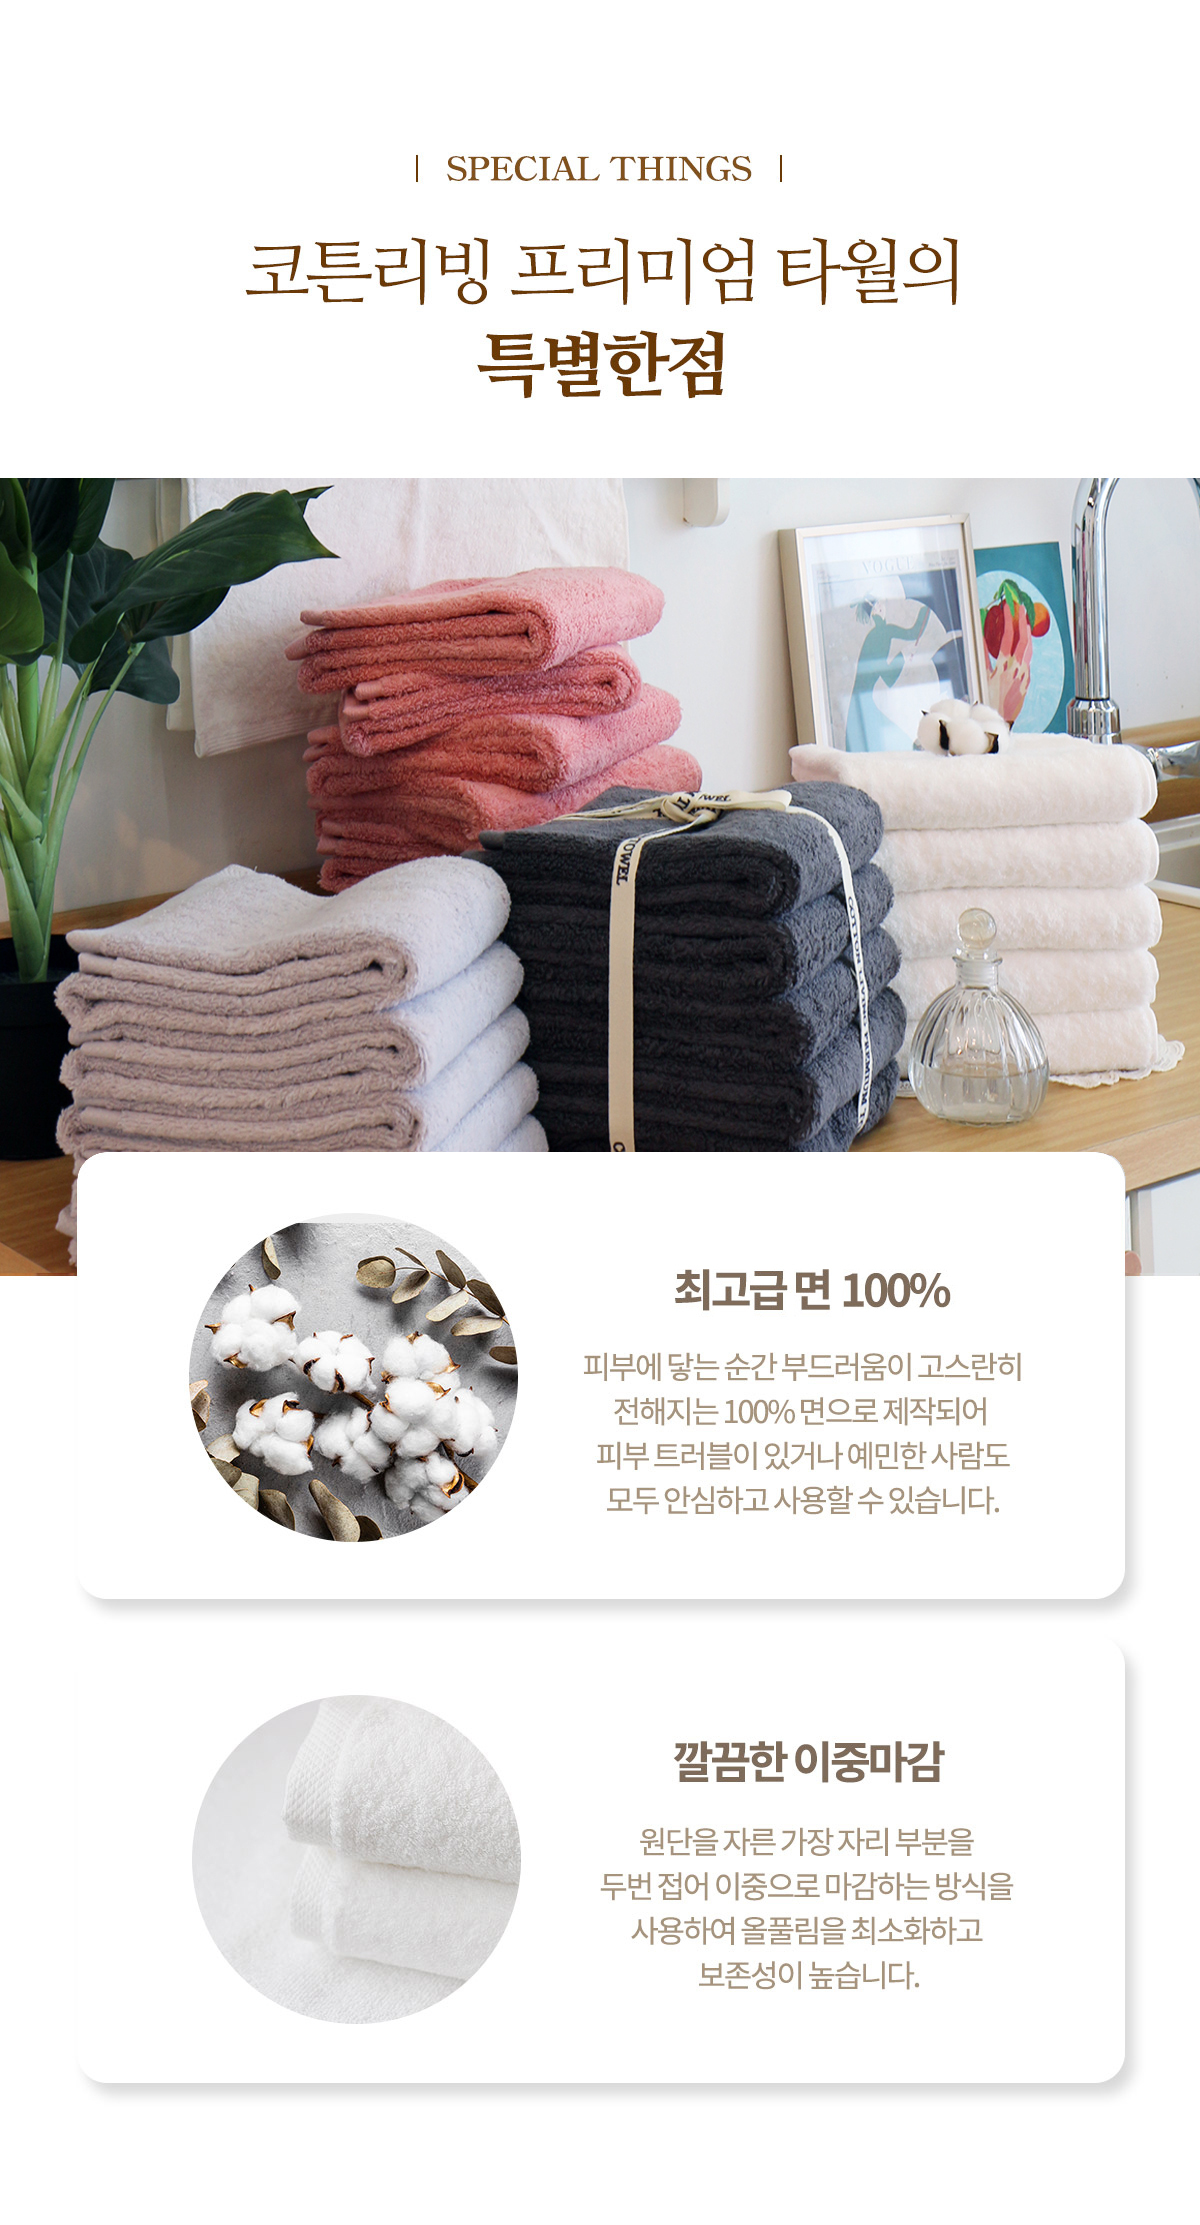 SPECIAL THINGS
코튼리빙 프리미엄 타월의
특별한점
VOGUE
TOWEL
COTTON LIVING PREMIUM T
최고급 면 100%
피부에 닿는 순간 부드러움이 고스란히
전해지는 100% 면으로 제작되어
피부 트러블이 있거나 예민한 사람도
모두 안심하고 사용할 수 있습니다.
깔끔한 이중마감
원단을 자른 가장 자리 부분을
두번 접어 이중으로 마감하는 방식을
사용하여 올풀림을 최소화하고
보존성이 높습니다.